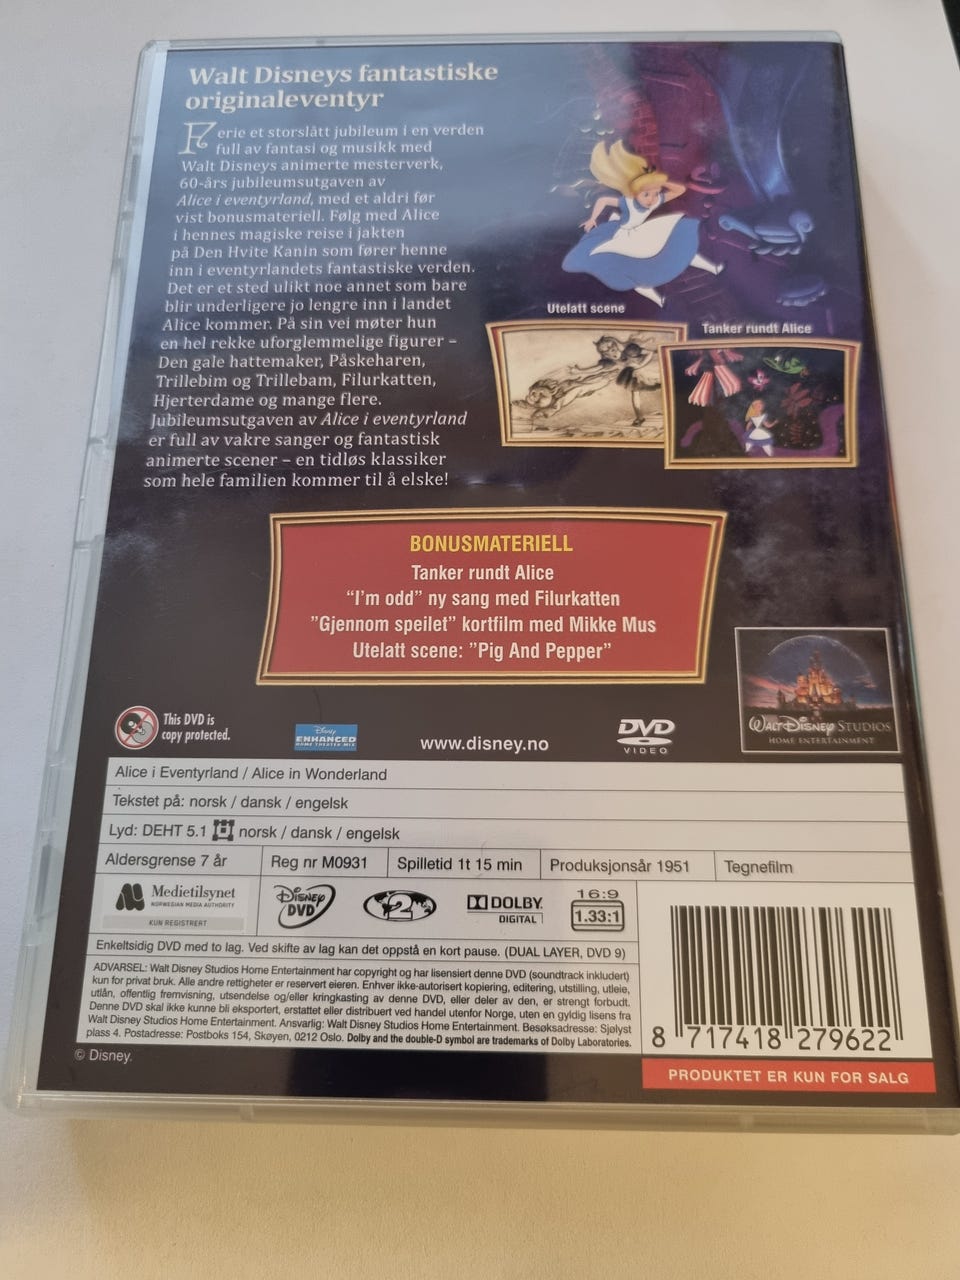 Walt Disneys fantastiske
originaleventyr
Ferie et storslått jubileum i en verden
full av fantasi og musikk med
Walt Disneys animerte mesterverk,
60-års jubileumsutgaven av
Alice i eventyrland, med et aldri før
vist bonusmateriell. Følg med Alice
i hennes magiske reise i jakten
på Den Hvite Kanin som fører henne
inn i eventyrlandets fantastiske verden.
Det er et sted ulikt noe annet som bare
blir underligere jo lengre inn i landet
Alice kommer. På sin vei møter hun
en hel rekke uforglemmelige figurer –
Den gale hattemaker, Påskeharen,
Trillebim og Trillebam, Filurkatten,
Hjerterdame og mange flere.
Jubileumsutgaven av Alice i eventyrland
er full av vakre sanger og fantastisk
animerte scener – en tidløs klassiker
som hele familien kommer til å elske!
Utelatt scene
Tanker rundt Alice
BONUSMATERIELL
Tanker rundt Alice
“I’m odd” ny sang med Filurkatten
”Gjennom speilet” kortfilm med Mikke Mus
Utelatt scene: ”Pig And Pepper”
This DVD is
copy protected.
Disney
ENHANCED
HOME THEATER MIX
www.disney.no
DVD
VIDEO
WALT DISNEY STUDIOS
HOME ENTERTAINMENT
Alice i Eventyrland / Alice in Wonderland
Tekstet på: norsk / dansk / engelsk
Lyd: DEHT 5.1 norsk / dansk / engelsk
Aldersgrense 7 år
Reg nr M0931
Spilletid 1t 15 min
Produksjonsår 1951
Tegnefilm
Medietilsynet
NORWEGIAN MEDIA AUTHORITY
KUN REGISTRERT
DISNEY
DVD
2
DOLBY
DIGITAL
16:9
1.33:1
Enkeltsidig DVD med to lag. Ved skifte av lag kan det oppstå en kort pause. (DUAL LAYER, DVD 9)
ADVARSEL: Walt Disney Studios Home Entertainment har copyright og har lisensiert denne DVD (soundtrack inkludert)
kun for privat bruk. Alle andre rettigheter er reservert eieren. Enhver ikke-autorisert kopiering, editering, utstilling, utleie,
utlån, offentlig fremvisning, utsendelse og/eller kringkasting av denne DVD, eller deler av den, er strengt forbudt.
Denne DVD skal ikke kunne bli eksportert, erstattet eller distribuert ved handel utenfor Norge, uten en gyldig lisens fra
Walt Disney Studios Home Entertainment. Ansvarlig: Walt Disney Studios Home Entertainment. Besøksadresse: Sjølyst
plass 4. Postadresse: Postboks 154, Skøyen, 0212 Oslo. Dolby and the double-D symbol are trademarks of Dolby Laboratories.
8 717418 279622
© Disney.
PRODUKTET ER KUN FOR SALG